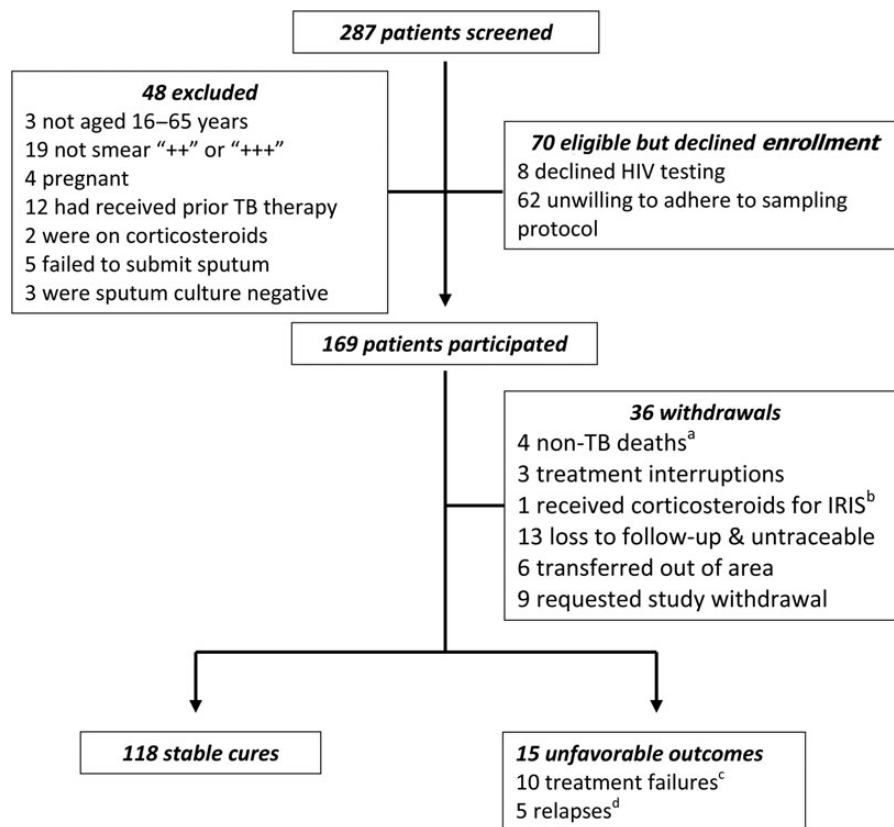 287 patients screened
48 excluded
3 not aged 16–65 years
19 not smear “++” or “+++”
4 pregnant
12 had received prior TB therapy
2 were on corticosteroids
5 failed to submit sputum
3 were sputum culture negative
70 eligible but declined enrollment
8 declined HIV testing
62 unwilling to adhere to sampling
protocol
169 patients participated
36 withdrawals
4 non-TB deathsᵃ
3 treatment interruptions
1 received corticosteroids for IRISᵇ
13 loss to follow-up & untraceable
6 transferred out of area
9 requested study withdrawal
118 stable cures
15 unfavorable outcomes
10 treatment failuresᶜ
5 relapsesᵈ